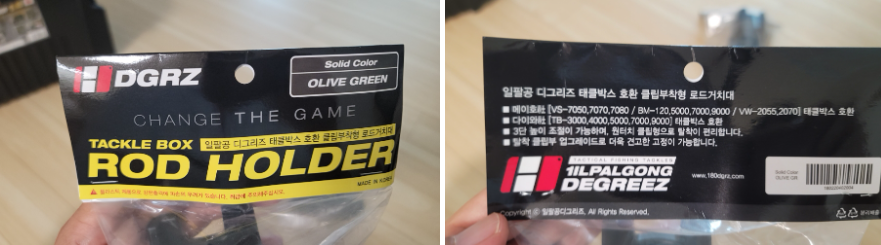 DGRZ
Solid Color
OLIVE GREEN
CHANGE THE GAME
TACKLE BOX 일팔공 디그리즈 태클박스 호환 클립부착형 로드거치대
ROD HOLDER
MADE IN KOREA
일팔공 디그리즈 태클박스 호환 클립부착형 로드거치대
■ 메이호㈜ [VS-7050,7070,7080 / BM-120,5000,7000,9000 / VW-2055,2070] 태클박스 호환
■ 다이와㈜ [TB-3000,4000,5000,7000,9000] 태클박스 호환
■ 3단 높이 조절이 가능하며, 원터치 클립형으로 탈착이 편리합니다.
■ 탈착 클립부 업그레이드로 더욱 견고한 고정이 가능합니다.
TACTICAL FISHING TACKLES
1ILPALGONG
DEGREEZ
www.180dgrz.com
Solid Color
OLIVE GR
Copyright ⓒ 일팔공디그리즈. All Rights Reserved.